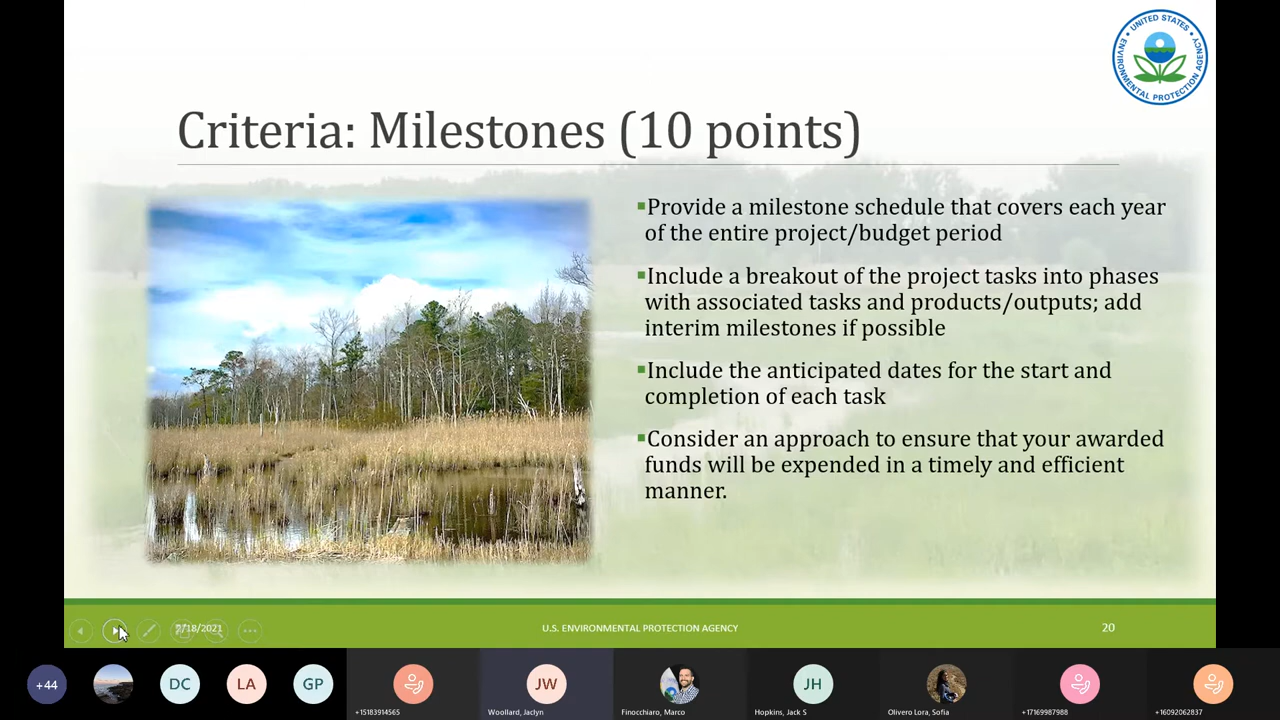 UNITED STATES
ENVIRONMENTAL PROTECTION AGENCY
Criteria: Milestones (10 points)
▪Provide a milestone schedule that covers each year
of the entire project/budget period
▪Include a breakout of the project tasks into phases
with associated tasks and products/outputs; add
interim milestones if possible
▪Include the anticipated dates for the start and
completion of each task
▪Consider an approach to ensure that your awarded
funds will be expended in a timely and efficient
manner.
U.S. ENVIRONMENTAL PROTECTION AGENCY
20
+44
DC
LA
GP
JW
JH
+15183914565
Woollard, Jaclyn
Finocchiaro, Marco
Hopkins, Jack S
Olivero Lora, Sofia
+17169987988
+16092062837